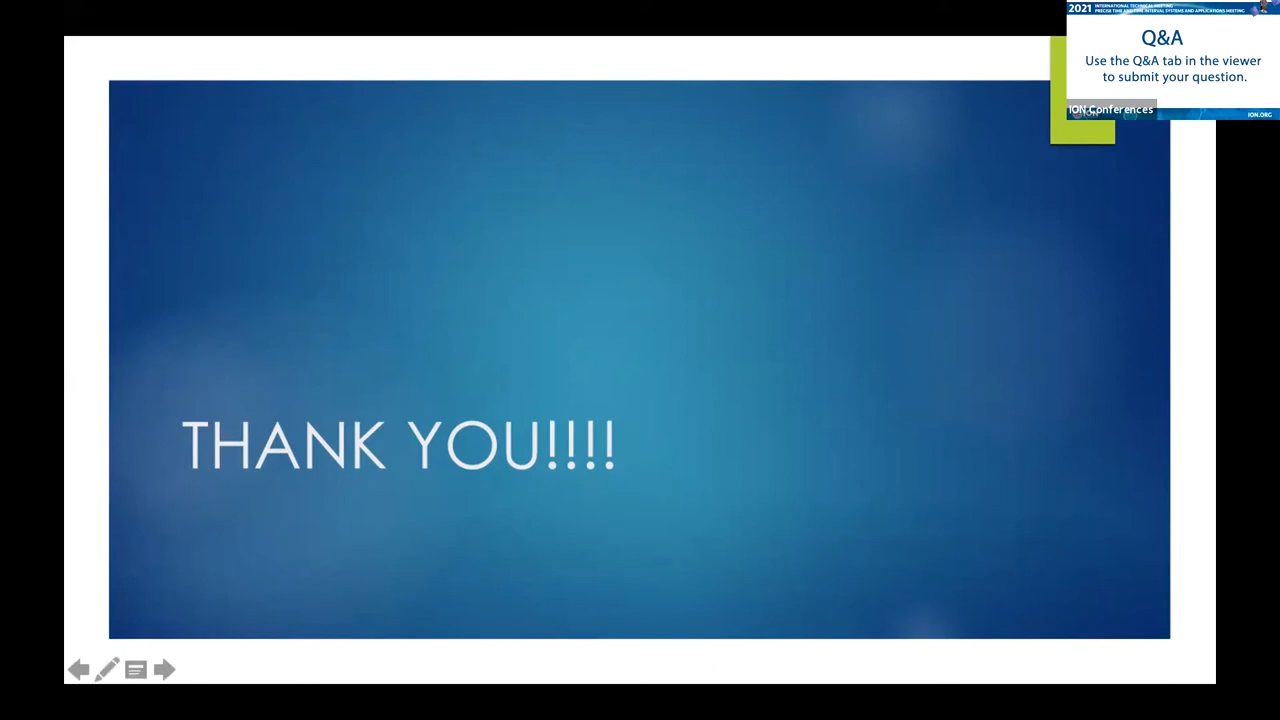 2021 INTERNATIONAL TECHNICAL MEETING
PRECISE TIME AND TIME INTERVAL SYSTEMS AND APPLICATIONS MEETING
Q&A
Use the Q&A tab in the viewer
to submit your question.
ION Conferences
ION
ION.ORG
THANK YOU!!!!